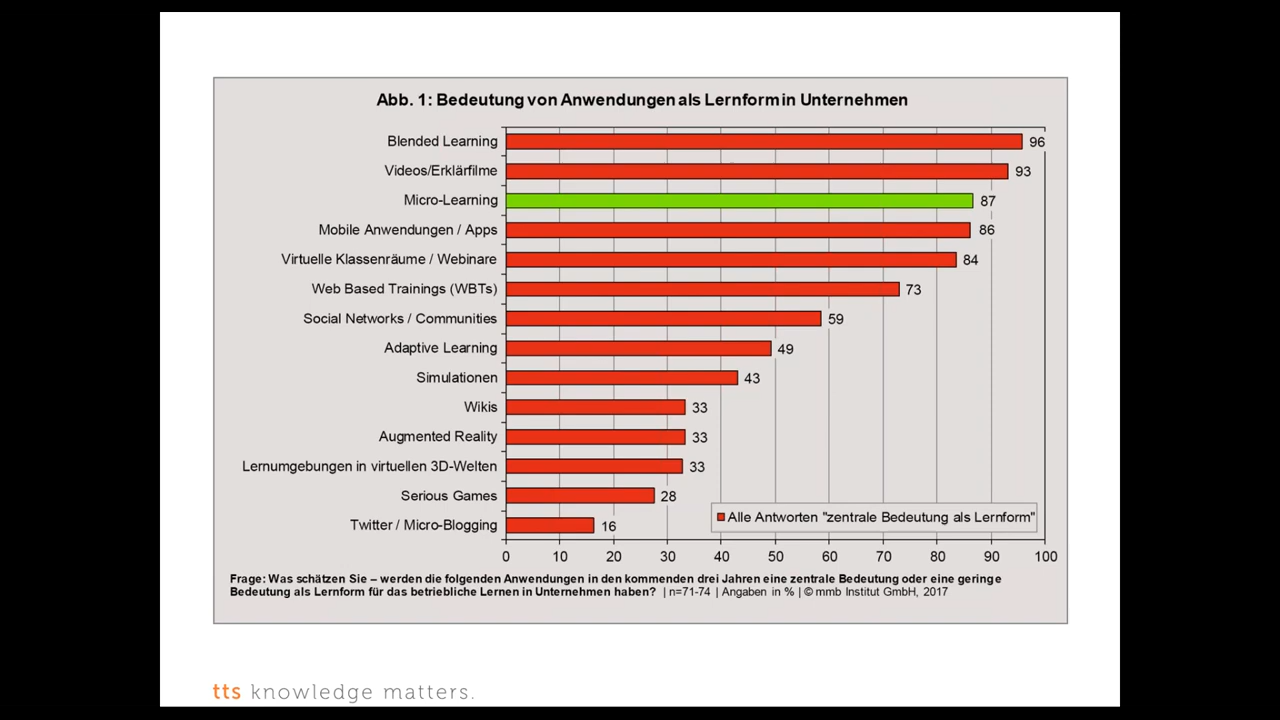 Abb. 1: Bedeutung von Anwendungen als Lernform in Unternehmen
Blended Learning 96
Videos/Erklärfilme 93
Micro-Learning 87
Mobile Anwendungen / Apps 86
Virtuelle Klassenräume / Webinare 84
Web Based Trainings (WBTs) 73
Social Networks / Communities 59
Adaptive Learning 49
Simulationen 43
Wikis 33
Augmented Reality 33
Lernumgebungen in virtuellen 3D-Welten 33
Serious Games 28
Alle Antworten "zentrale Bedeutung als Lernform"
Twitter / Micro-Blogging 16
0 10 20 30 40 50 60 70 80 90 100
Frage: Was schätzen Sie – werden die folgenden Anwendungen in den kommenden drei Jahren eine zentrale Bedeutung oder eine geringe
Bedeutung als Lernform für das betriebliche Lernen in Unternehmen haben? | n=71-74 | Angaben in % | © mmb Institut GmbH, 2017
tts knowledge matters.